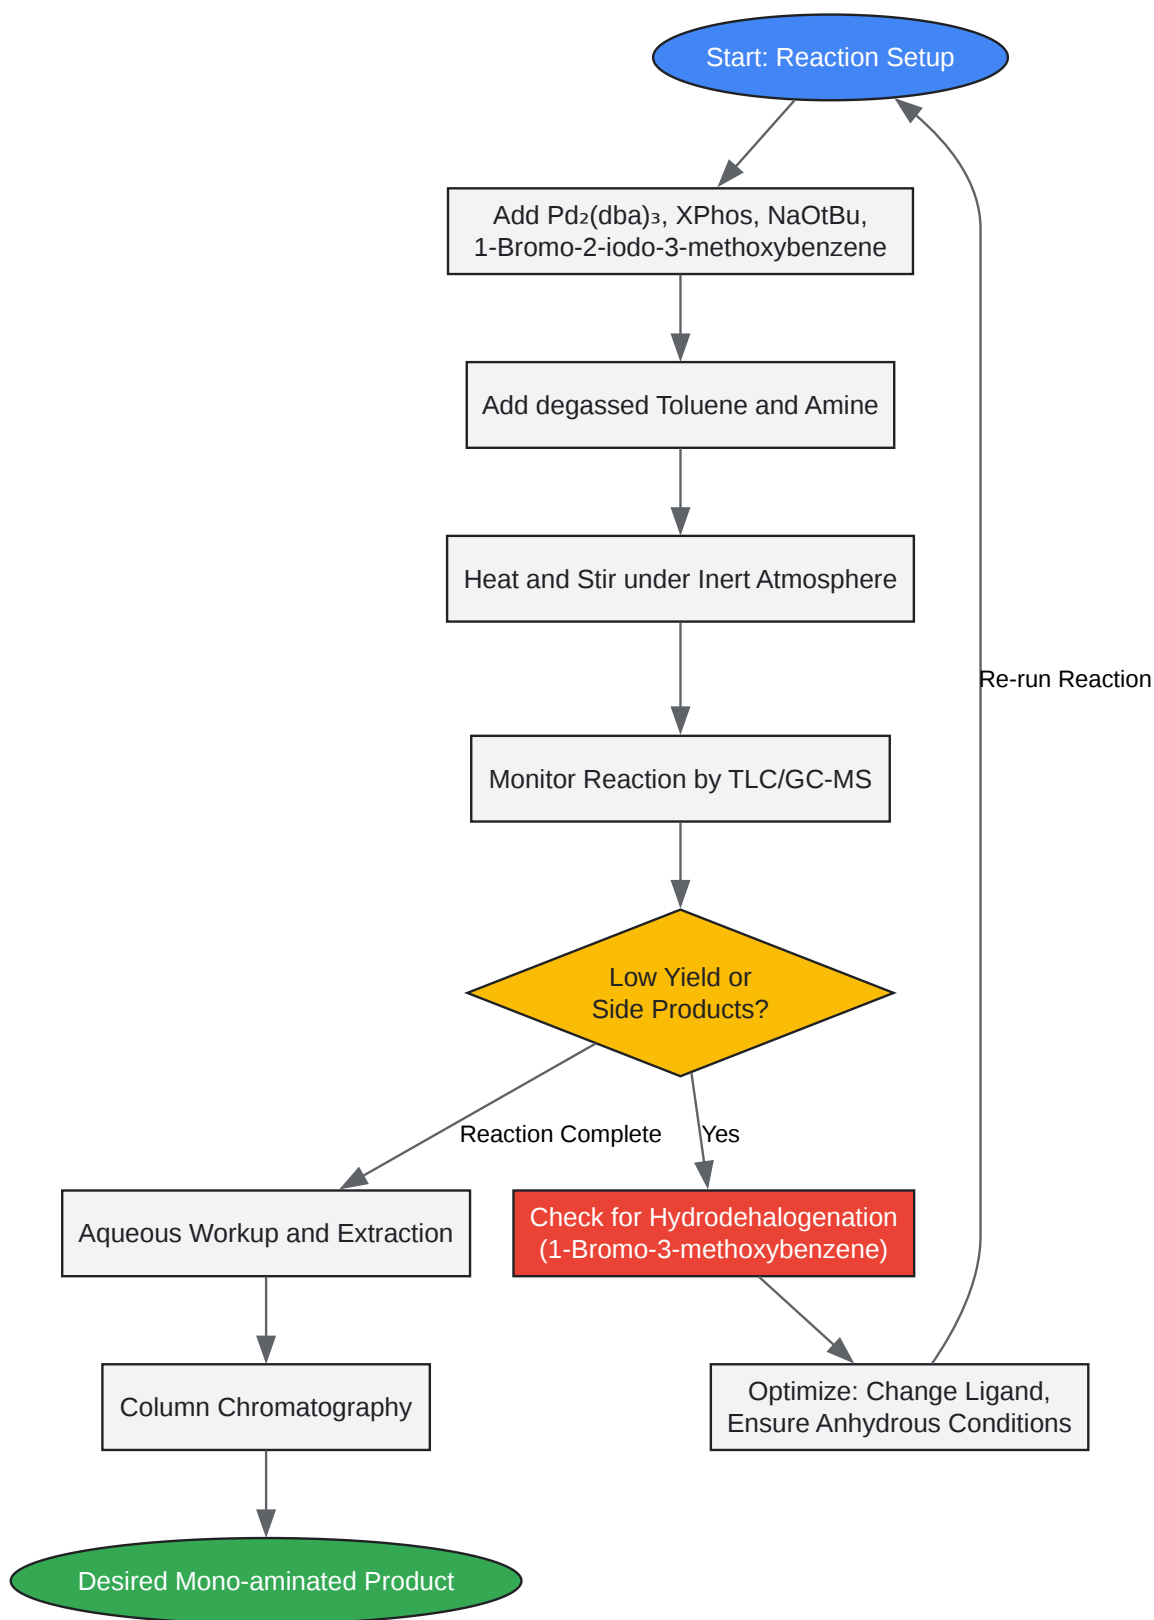 Start: Reaction Setup
Add Pd₂(dba)₃, XPhos, NaOtBu,
1-Bromo-2-iodo-3-methoxybenzene
Add degassed Toluene and Amine
Heat and Stir under Inert Atmosphere
Re-run Reaction
Monitor Reaction by TLC/GC-MS
Low Yield or
Side Products?
Reaction Complete
Yes
Aqueous Workup and Extraction
Check for Hydrodehalogenation
(1-Bromo-3-methoxybenzene)
Column Chromatography
Optimize: Change Ligand,
Ensure Anhydrous Conditions
Desired Mono-aminated Product